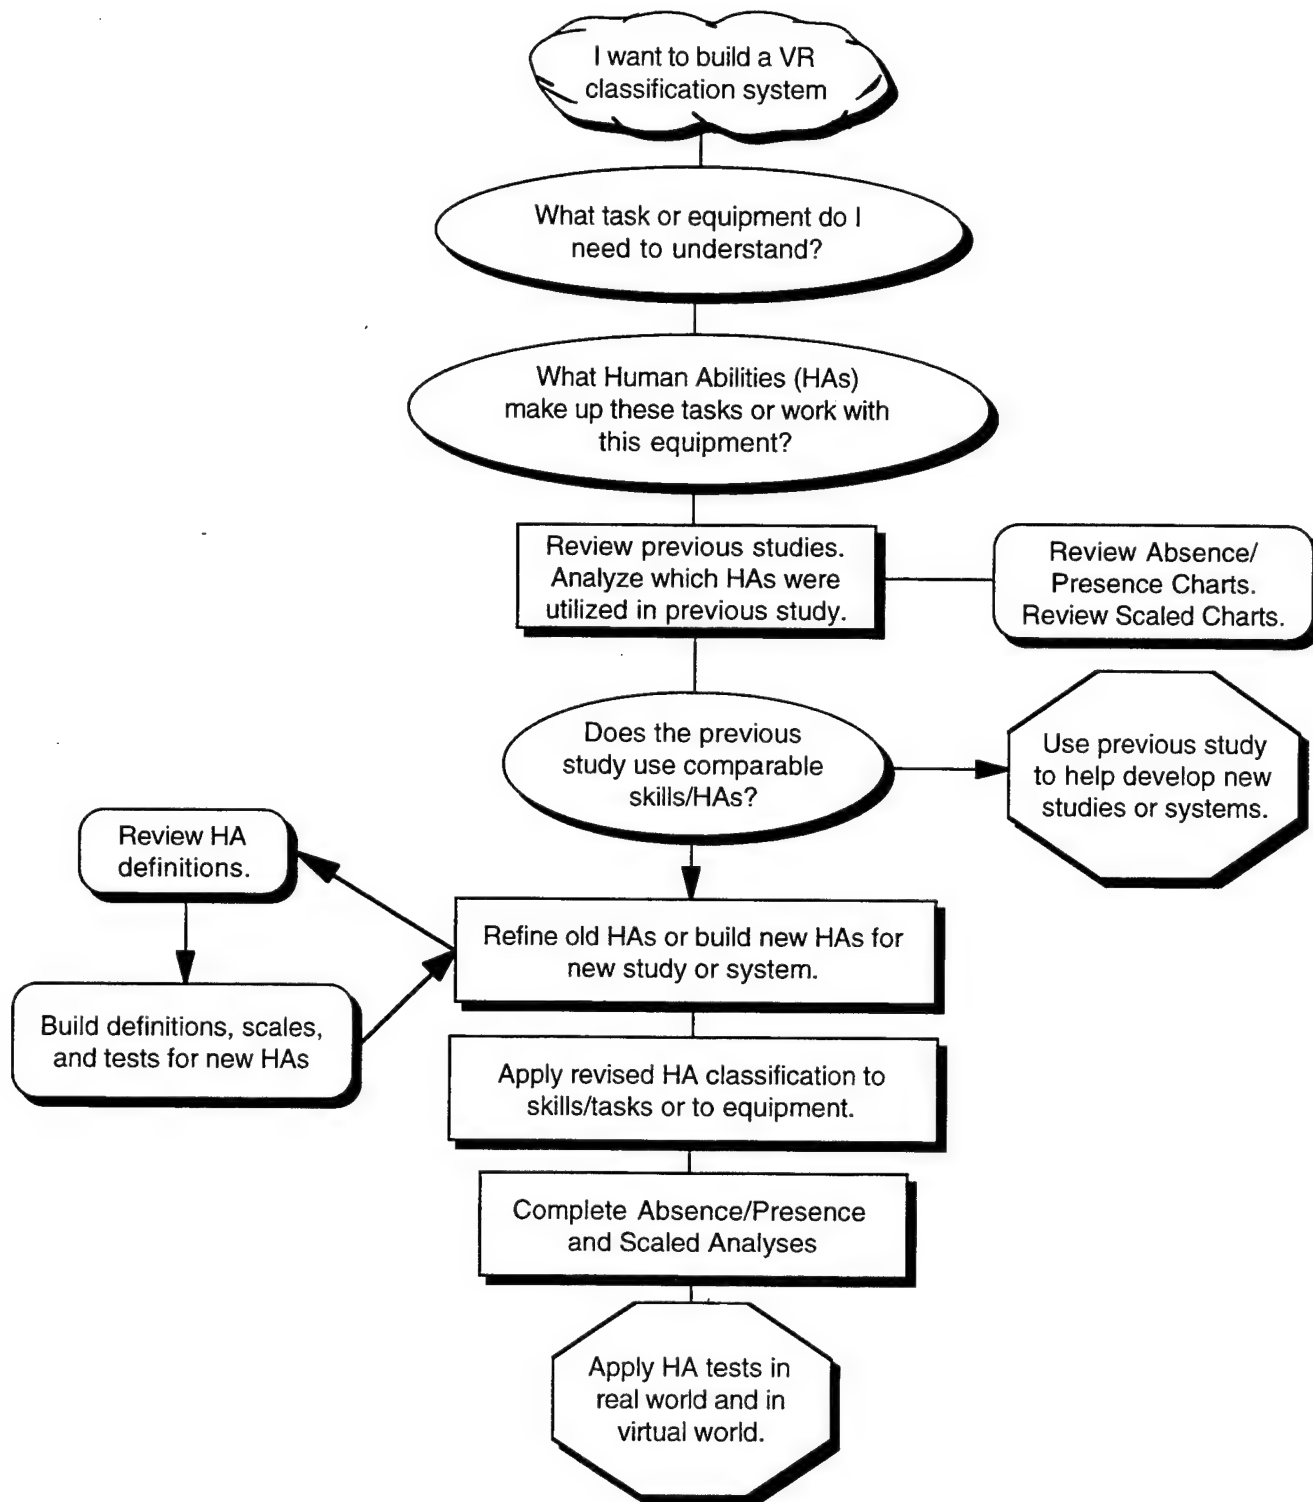 I want to build a VR
classification system
What task or equipment do I
need to understand?
What Human Abilities (HAs)
make up these tasks or work with
this equipment?
Review previous studies.
Analyze which HAs were
utilized in previous study.
Review Absence/
Presence Charts.
Review Scaled Charts.
Does the previous
study use comparable
skills/HAs?
Use previous study
to help develop new
studies or systems.
Review HA
definitions.
Refine old HAs or build new HAs for
new study or system.
Build definitions, scales,
and tests for new HAs
Apply revised HA classification to
skills/tasks or to equipment.
Complete Absence/Presence
and Scaled Analyses
Apply HA tests in
real world and in
virtual world.